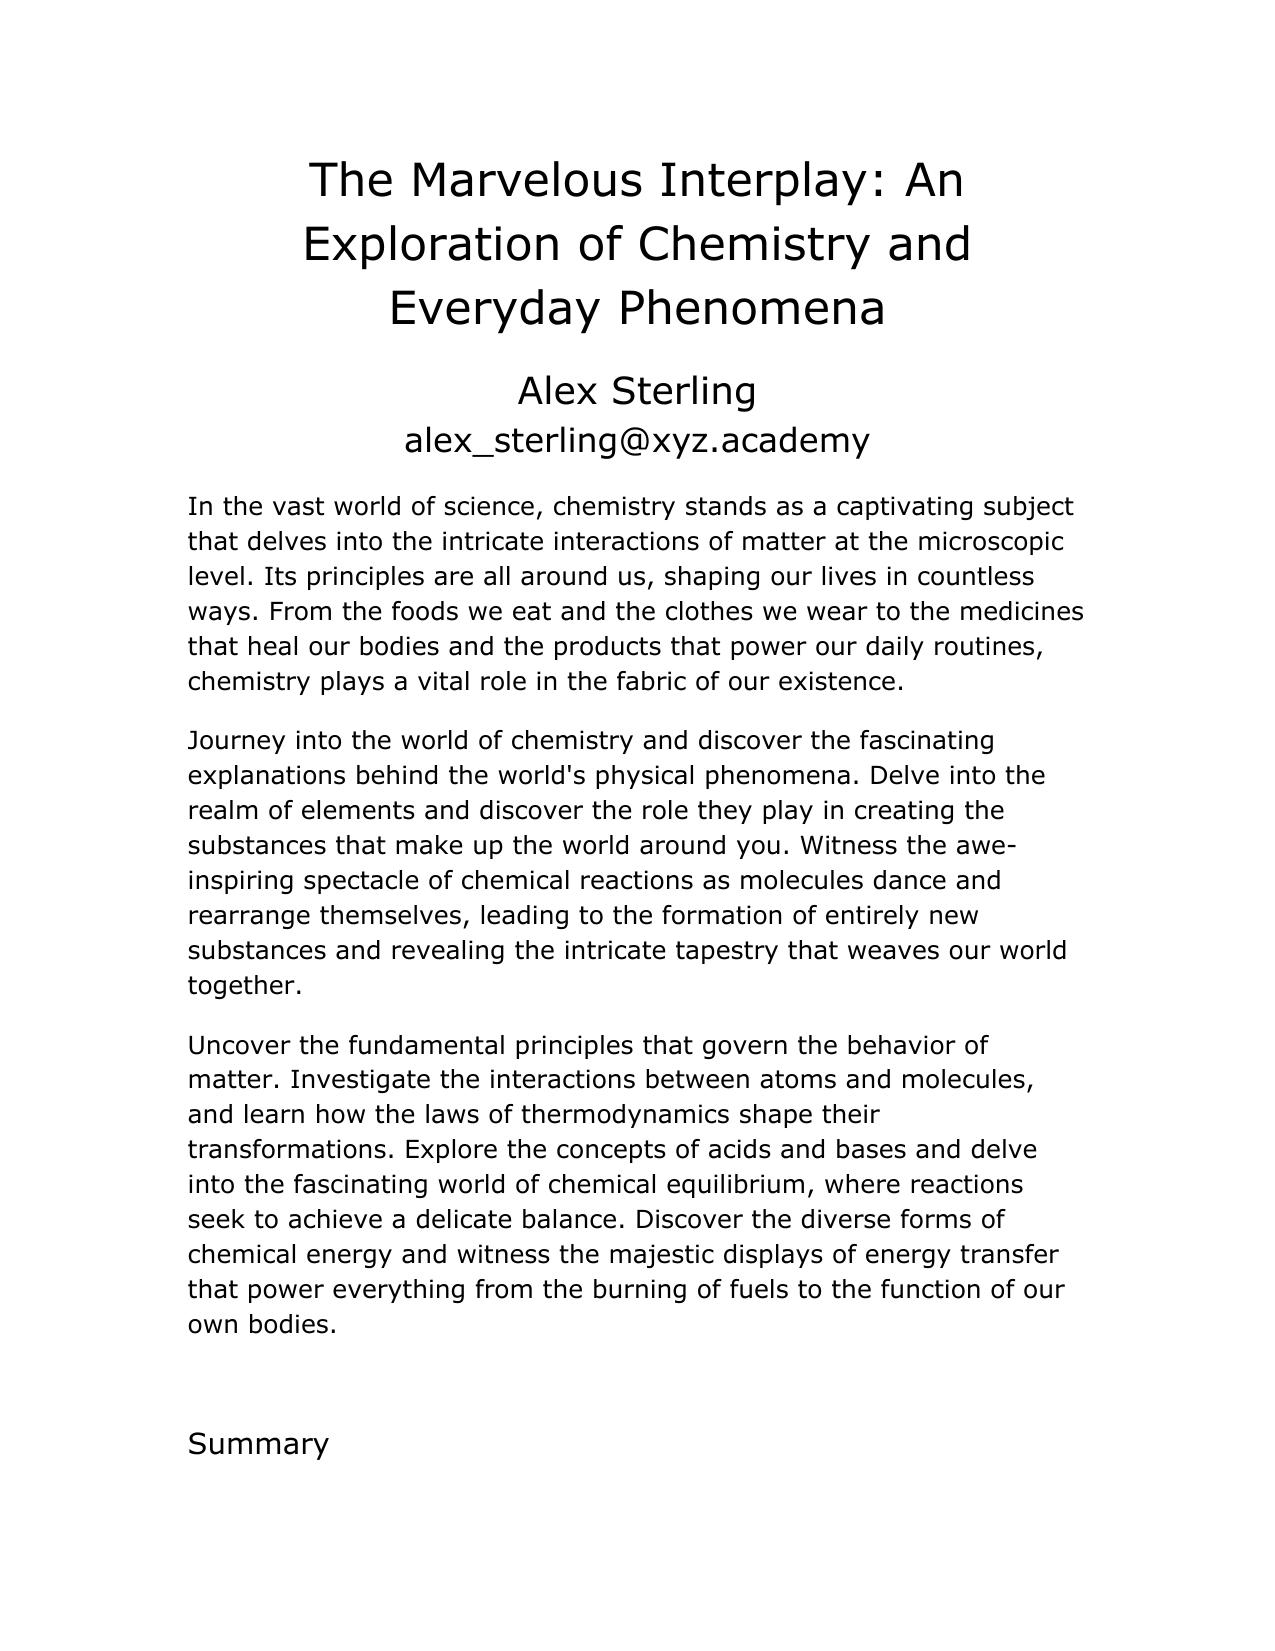 The Marvelous Interplay: An
Exploration of Chemistry and
Everyday Phenomena
Alex Sterling
alex_sterling@xyz.academy
In the vast world of science, chemistry stands as a captivating subject
that delves into the intricate interactions of matter at the microscopic
level. Its principles are all around us, shaping our lives in countless
ways. From the foods we eat and the clothes we wear to the medicines
that heal our bodies and the products that power our daily routines,
chemistry plays a vital role in the fabric of our existence.
Journey into the world of chemistry and discover the fascinating
explanations behind the world's physical phenomena. Delve into the
realm of elements and discover the role they play in creating the
substances that make up the world around you. Witness the awe-
inspiring spectacle of chemical reactions as molecules dance and
rearrange themselves, leading to the formation of entirely new
substances and revealing the intricate tapestry that weaves our world
together.
Uncover the fundamental principles that govern the behavior of
matter. Investigate the interactions between atoms and molecules,
and learn how the laws of thermodynamics shape their
transformations. Explore the concepts of acids and bases and delve
into the fascinating world of chemical equilibrium, where reactions
seek to achieve a delicate balance. Discover the diverse forms of
chemical energy and witness the majestic displays of energy transfer
that power everything from the burning of fuels to the function of our
own bodies.
Summary